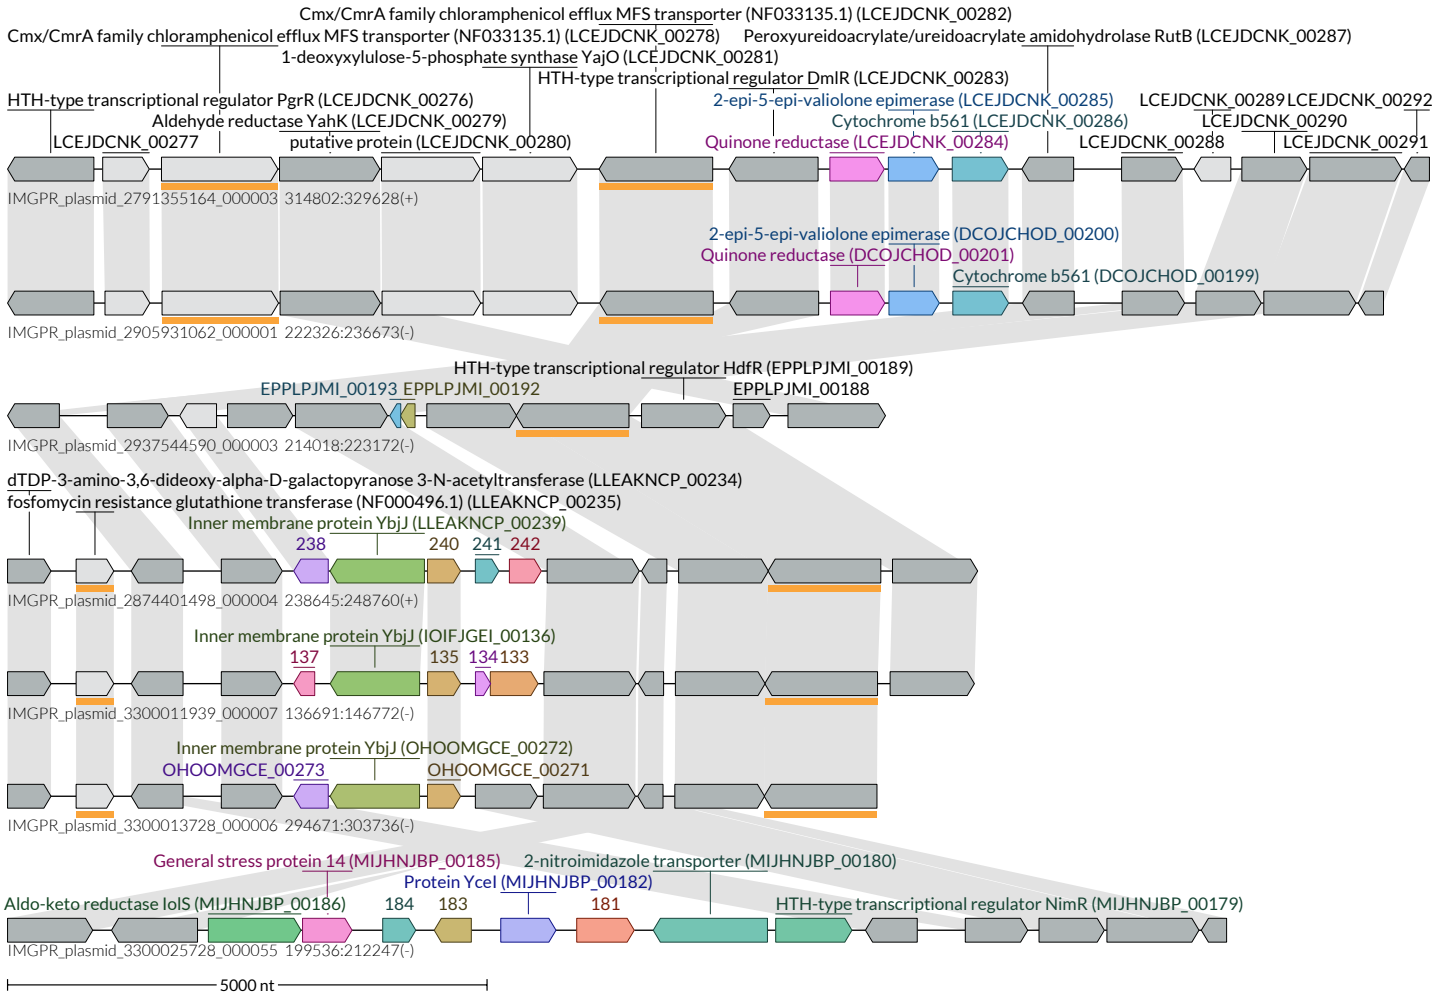 Cmx/CmrA family chloramphenicol efflux MFS transporter (NF033135.1) (LCEJDCNK_00282)
Cmx/CmrA family chloramphenicol efflux MFS transporter (NF033135.1) (LCEJDCNK_00278) Peroxyureidoacrylate/ureidoacrylate amidohydrolase RutB (LCEJDCNK_00287)
1-deoxyxylulose-5-phosphate synthase YajO (LCEJDCNK_00281)
HTH-type transcriptional regulator DmlR (LCEJDCNK_00283)
HTH-type transcriptional regulator PgrR (LCEJDCNK_00276) 2-epi-5-epi-valiolone epimerase (LCEJDCNK_00285) LCEJDCNK_00289 LCEJDCNK_00292
Aldehyde reductase YahK (LCEJDCNK_00279) Cytochrome b561 (LCEJDCNK_00286) LCEJDCNK_00290
LCEJDCNK_00277 putative protein (LCEJDCNK_00280) Quinone reductase (LCEJDCNK_00284) LCEJDCNK_00288 LCEJDCNK_00291
IMGPR_plasmid_2791355164_000003 314802:329628(+)
2-epi-5-epi-valiolone epimerase (DCOJCHOD_00200)
Quinone reductase (DCOJCHOD_00201)
Cytochrome b561 (DCOJCHOD_00199)
IMGPR_plasmid_2905931062_000001 222326:236673(-)
HTH-type transcriptional regulator HdfR (EPPLPJMI_00189)
EPPLPJMI_00193 EPPLPJMI_00192 EPPLPJMI_00188
IMGPR_plasmid_2937544590_000003 214018:223172(-)
dTDP-3-amino-3,6-dideoxy-alpha-D-galactopyranose 3-N-acetyltransferase (LLEAKNCP_00234)
fosfomycin resistance glutathione transferase (NF000496.1) (LLEAKNCP_00235)
Inner membrane protein YbjJ (LLEAKNCP_00239)
238 240 241 242
IMGPR_plasmid_2874401498_000004 238645:248760(+)
Inner membrane protein YbjJ (IOIFJGEI_00136)
137 135 134 133
IMGPR_plasmid_3300011939_000007 136691:146772(-)
Inner membrane protein YbjJ (OHOOMGCE_00272)
OHOOMGCE_00273 OHOOMGCE_00271
IMGPR_plasmid_3300013728_000006 294671:303736(-)
General stress protein 14 (MIJHNJBP_00185) 2-nitroimidazole transporter (MIJHNJBP_00180)
Protein YceI (MIJHNJBP_00182)
Aldo-keto reductase IolS (MIJHNJBP_00186) 184 183 181 HTH-type transcriptional regulator NimR (MIJHNJBP_00179)
IMGPR_plasmid_3300025728_000055 199536:212247(-)
5000 nt